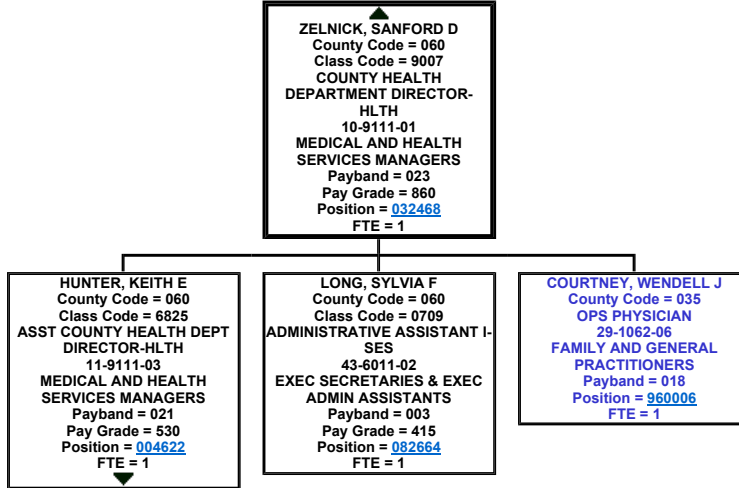 ZELNICK, SANFORD D
County Code = 060
Class Code = 9007
COUNTY HEALTH
DEPARTMENT DIRECTOR-
HLTH
10-9111-01
MEDICAL AND HEALTH
SERVICES MANAGERS
Payband = 023
Pay Grade = 860
Position = 032468
FTE = 1
HUNTER, KEITH E
County Code = 060
Class Code = 6825
ASST COUNTY HEALTH DEPT
DIRECTOR-HLTH
11-9111-03
MEDICAL AND HEALTH
SERVICES MANAGERS
Payband = 021
Pay Grade = 530
Position = 004622
FTE = 1
LONG, SYLVIA F
County Code = 060
Class Code = 0709
ADMINISTRATIVE ASSISTANT I-
SES
43-6011-02
EXEC SECRETARIES & EXEC
ADMIN ASSISTANTS
Payband = 003
Pay Grade = 415
Position = 082664
FTE = 1
COURTNEY, WENDELL J
County Code = 035
OPS PHYSICIAN
29-1062-06
FAMILY AND GENERAL
PRACTITIONERS
Payband = 018
Position = 960006
FTE = 1